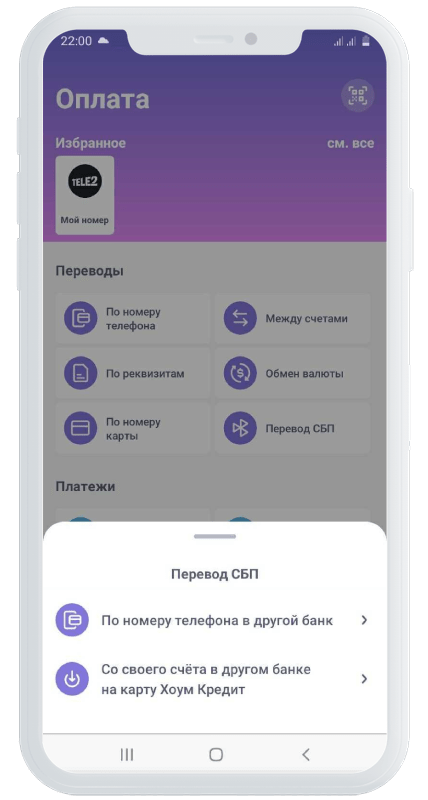 22:00
Оплата
Избранное
см. все
TELE2
Мой номер
Переводы
По номеру
телефона
Между счетами
По реквизитам
Обмен валюты
По номеру
карты
Перевод СБП
Платежи
Перевод СБП
По номеру телефона в другой банк
Со своего счёта в другом банке
на карту Хоум Кредит